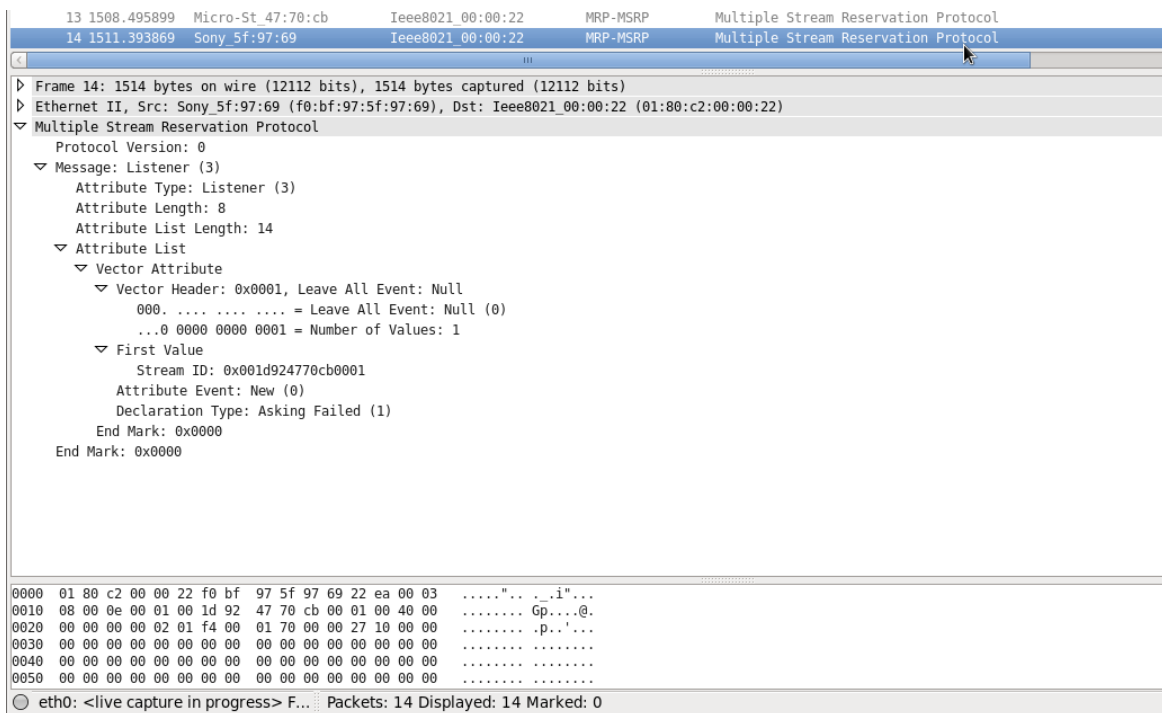 13 1508.495899 Micro-St_47:70:cb Ieee8021_00:00:22 MRP-MSRP Multiple Stream Reservation Protocol
14 1511.393869 Sony_5f:97:69 Ieee8021_00:00:22 MRP-MSRP Multiple Stream Reservation Protocol
Frame 14: 1514 bytes on wire (12112 bits), 1514 bytes captured (12112 bits)
Ethernet II, Src: Sony_5f:97:69 (f0:bf:97:5f:97:69), Dst: Ieee8021_00:00:22 (01:80:c2:00:00:22)
Multiple Stream Reservation Protocol
Protocol Version: 0
Message: Listener (3)
Attribute Type: Listener (3)
Attribute Length: 8
Attribute List Length: 14
Attribute List
Vector Attribute
Vector Header: 0x0001, Leave All Event: Null
000. .... .... .... = Leave All Event: Null (0)
...0 0000 0000 0001 = Number of Values: 1
First Value
Stream ID: 0x001d924770cb0001
Attribute Event: New (0)
Declaration Type: Asking Failed (1)
End Mark: 0x0000
End Mark: 0x0000
0000 01 80 c2 00 00 22 f0 bf 97 5f 97 69 22 ea 00 03 .....".. ._.i"...
0010 08 00 0e 00 01 00 1d 92 47 70 cb 00 01 00 40 00 ........ Gp....@.
0020 00 00 00 00 02 01 f4 00 01 70 00 00 27 10 00 00 ........ .p..'...
0030 00 00 00 00 00 00 00 00 00 00 00 00 00 00 00 00 ........ ........
0040 00 00 00 00 00 00 00 00 00 00 00 00 00 00 00 00 ........ ........
0050 00 00 00 00 00 00 00 00 00 00 00 00 00 00 00 00 ........ ........
eth0: <live capture in progress> F... Packets: 14 Displayed: 14 Marked: 0